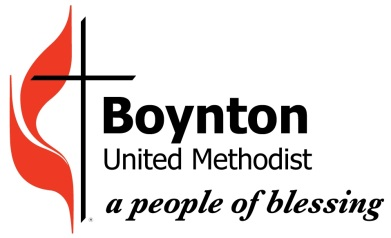 Boynton
United Methodist
a people of blessing